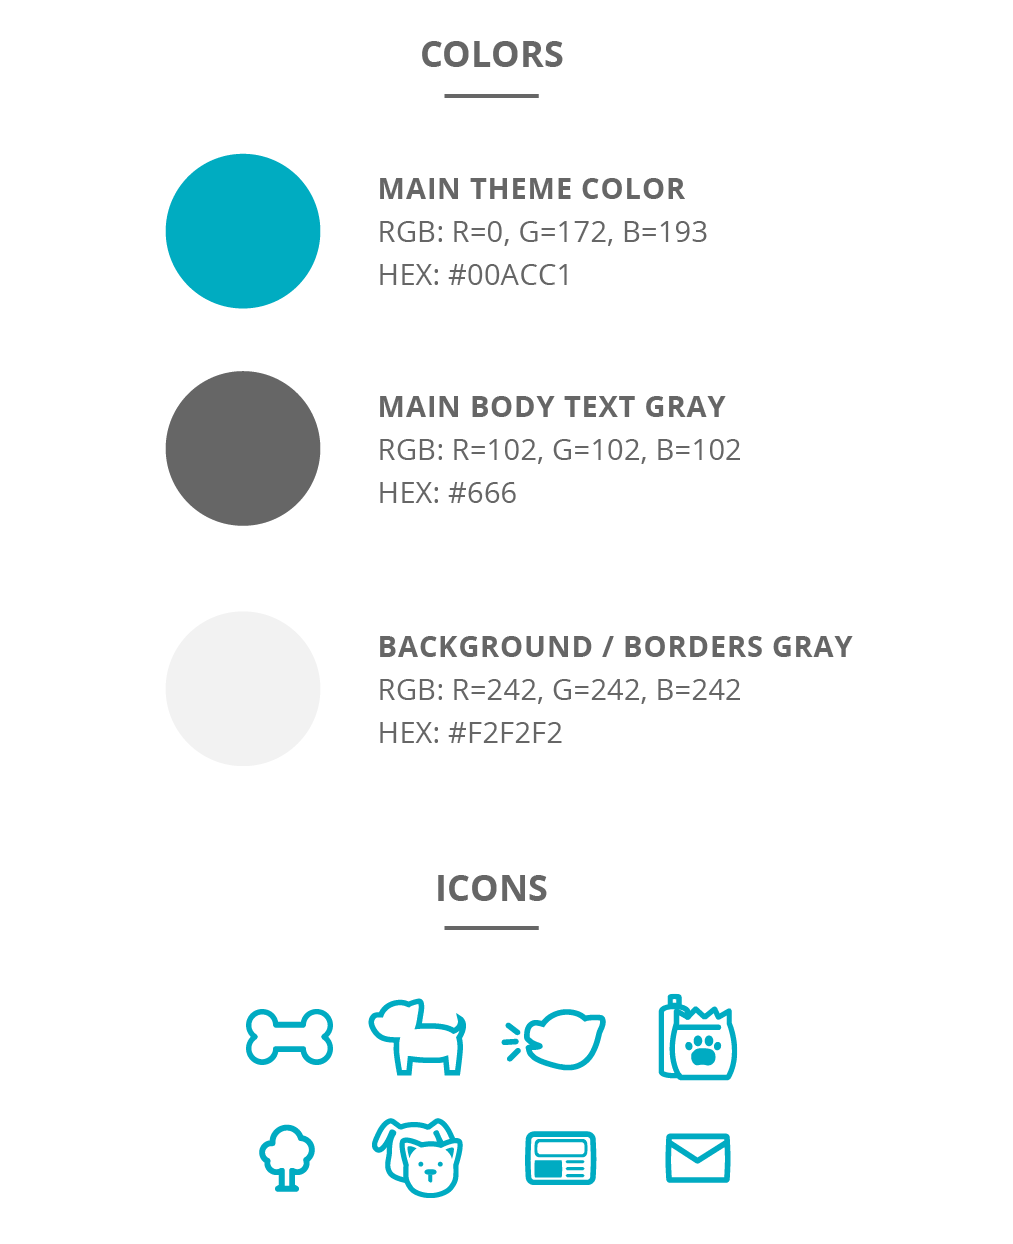 COLORS
MAIN THEME COLOR
RGB: R=0, G=172, B=193
HEX: #00ACC1
MAIN BODY TEXT GRAY
RGB: R=102, G=102, B=102
HEX: #666
BACKGROUND / BORDERS GRAY
RGB: R=242, G=242, B=242
HEX: #F2F2F2
ICONS